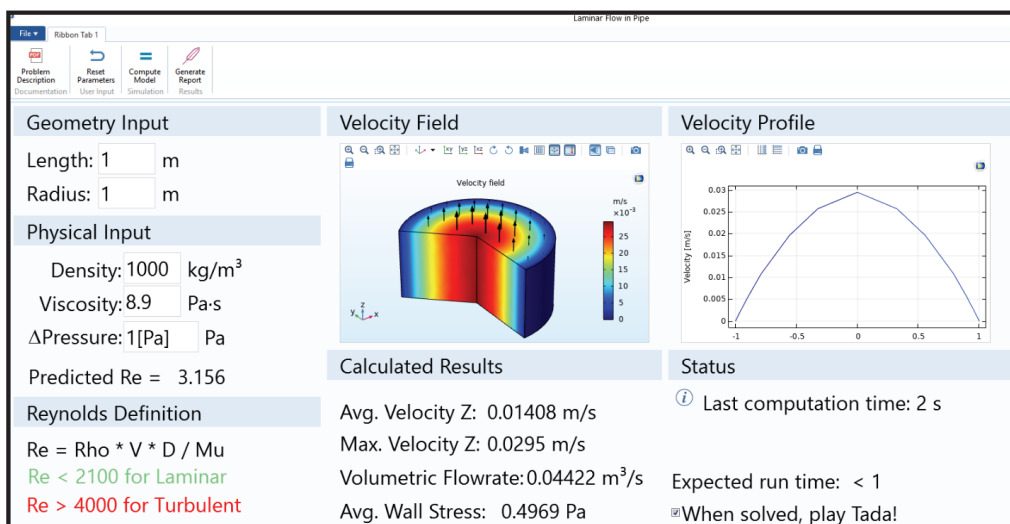 Laminar Flow in Pipe
File Ribbon Tab 1
Problem Description
Reset Parameters
Compute Model
Generate Report
Documentation User Input Simulation Results
Geometry Input
Length: 1 m
Radius: 1 m
Physical Input
Density: 1000 kg/m³
Viscosity: 8.9 Pa·s
ΔPressure: 1[Pa] Pa
Predicted Re = 3.156
Reynolds Definition
Re = Rho * V * D / Mu
Re < 2100 for Laminar
Re > 4000 for Turbulent
Velocity Field
xy yz xz
Velocity field
m/s
×10⁻³
25
20
15
10
5
0
z
y x
Calculated Results
Avg. Velocity Z: 0.01408 m/s
Max. Velocity Z: 0.0295 m/s
Volumetric Flowrate: 0.04422 m³/s
Avg. Wall Stress: 0.4969 Pa
Velocity Profile
Velocity [m/s]
0.03
0.025
0.02
0.015
0.01
0.005
0
-1 -0.5 0 0.5 1
Status
Last computation time: 2 s
Expected run time: < 1
When solved, play Tada!